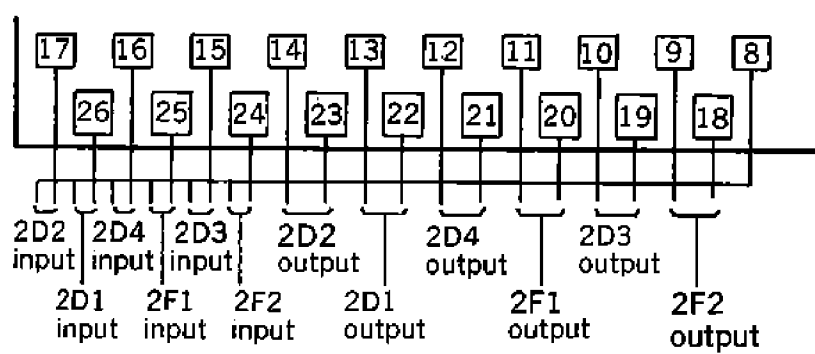 17 16 15 14 13 12 11 10 9 8
26 25 24 23 22 21 20 19 18
2D2 2D4 2D3 2D2 2D4 2D3
input input input output output output
2D1 2F1 2F2 2D1 2F1 2F2
input input input output output output